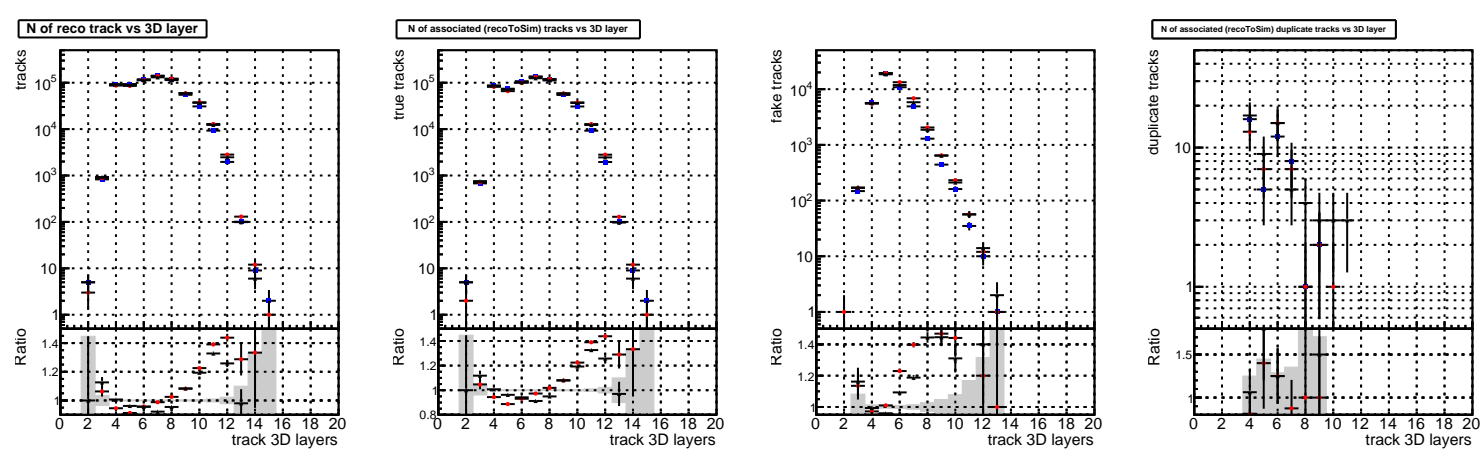 N of reco track vs 3D layer
tracks
10^5
10^4
10^3
10^2
10
1
Ratio
1.4
1.2
1
0 2 4 6 8 10 12 14 16 18 20
track 3D layers
N of associated (recoToSim) tracks vs 3D layer
true tracks
10^5
10^4
10^3
10^2
10
1
Ratio
1.4
1.2
1
0.8
0 2 4 6 8 10 12 14 16 18 20
track 3D layers
fake tracks
10^4
10^3
10^2
10
1
Ratio
1.4
1.2
1
0 2 4 6 8 10 12 14 16 18 20
track 3D layers
N of associated (recoToSim) duplicate tracks vs 3D layer
duplicate tracks
10
1
Ratio
1.5
1
0 2 4 6 8 10 12 14 16 18 20
track 3D layers